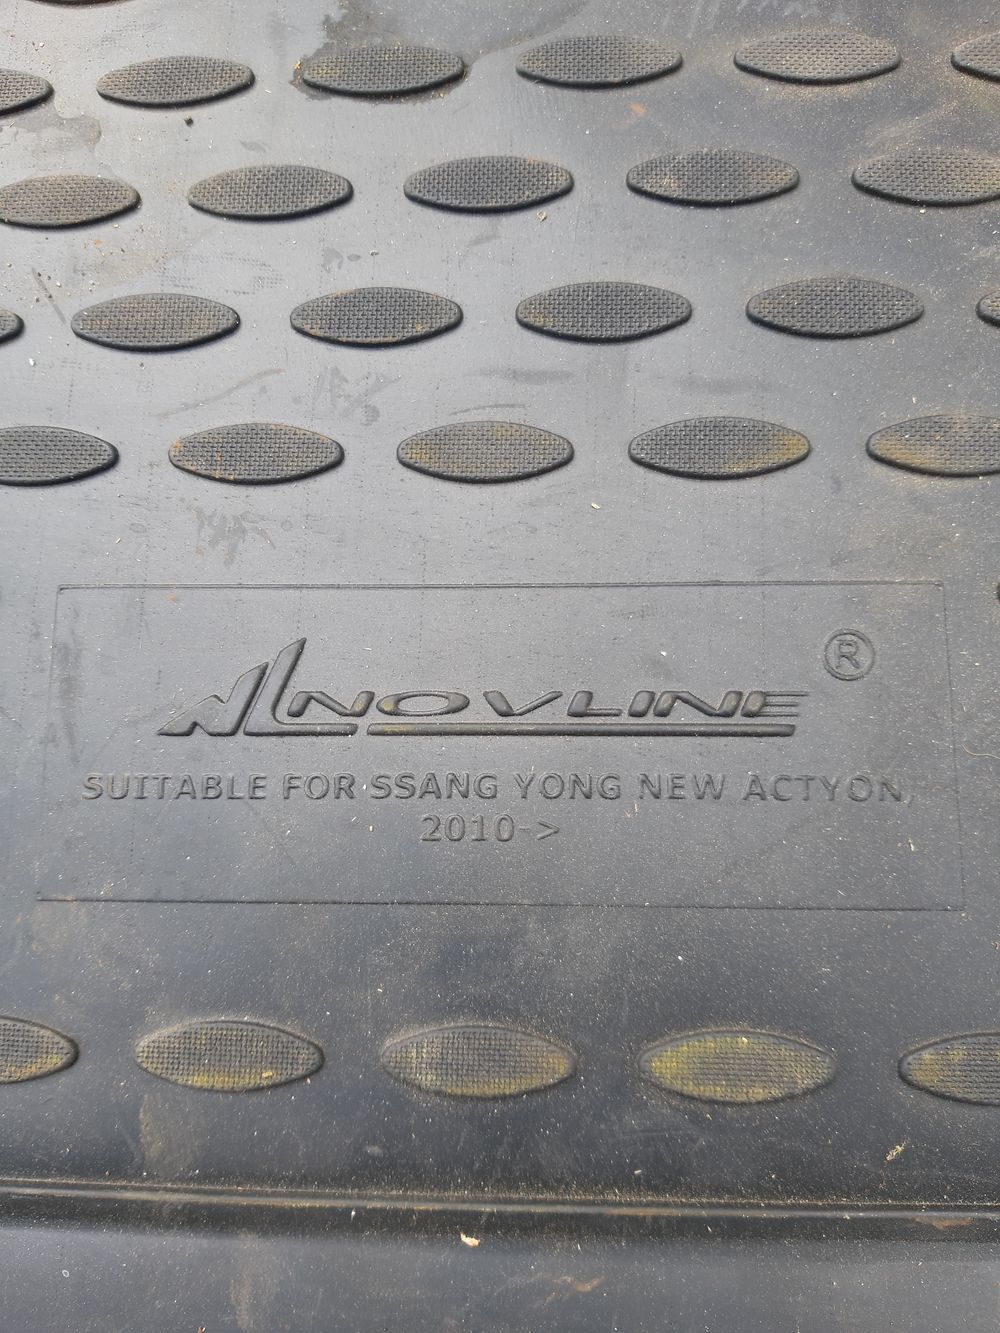 NOVLINE ®
SUITABLE FOR SSANG YONG NEW ACTYON,
2010->